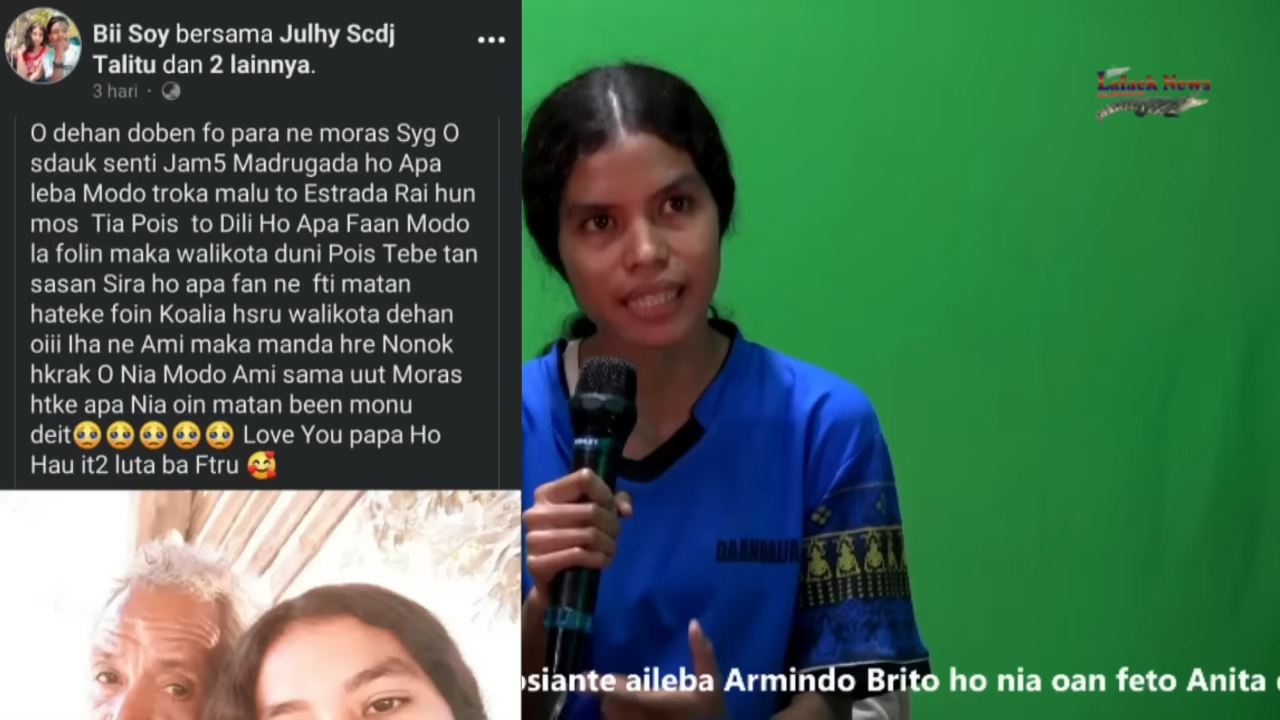 Bii Soy bersama Julhy Scdj
Talitu dan 2 lainnya.
3 hari
O dehan doben fo para ne moras Syg O
sdauk senti Jam5 Madrugada ho Apa
leba Modo troka malu to Estrada Rai hun
mos Tia Pois to Dili Ho Apa Faan Modo
la folin maka walikota duni Pois Tebe tan
sasan Sira ho apa fan ne fti matan
hateke foin Koalia hsru walikota dehan
oiii Iha ne Ami maka manda hre Nonok
hkrak O Nia Modo Ami sama uut Moras
htke apa Nia oin matan been monu
deit🥺🥺🥺🥺🥺 Love You papa Ho
Hau it2 luta ba Ftru 🥰
Lafaek News
DAANDALFA
osiante aileba Armindo Brito ho nia oan feto Anita